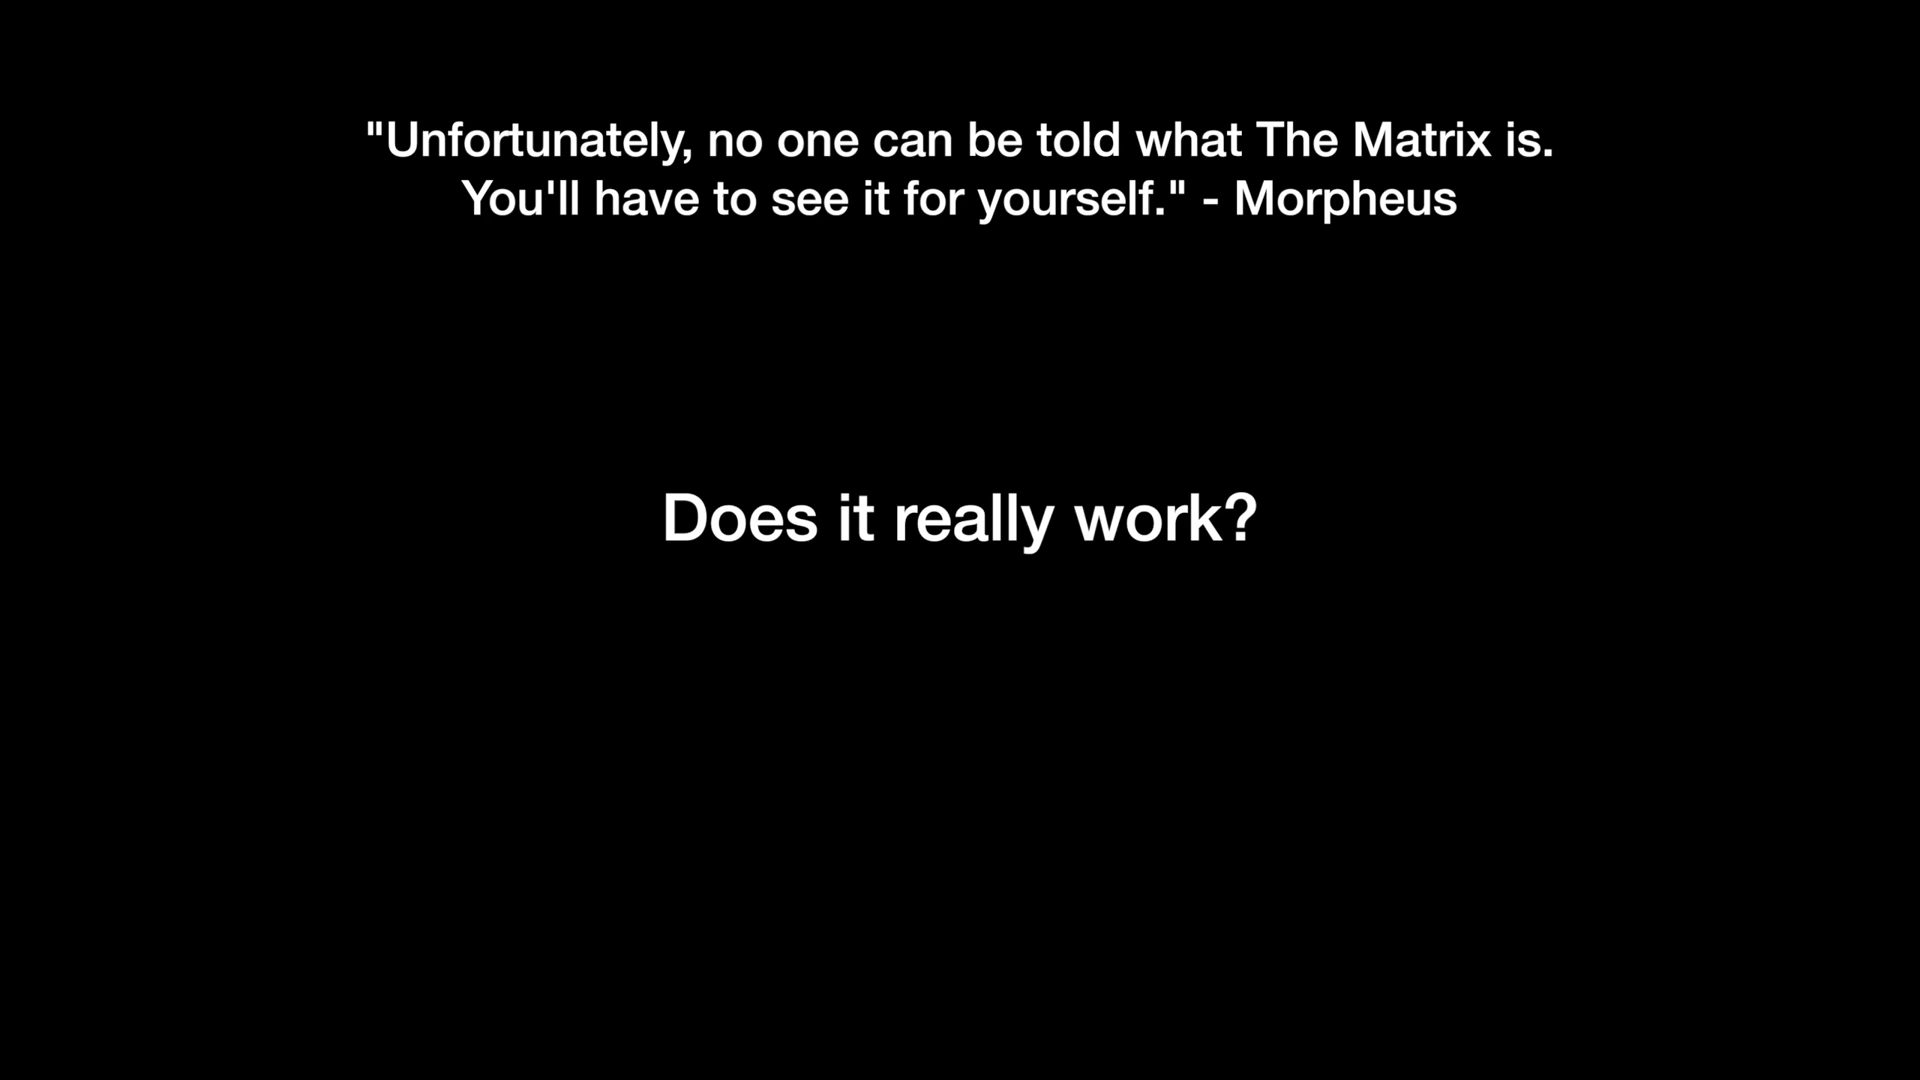 "Unfortunately, no one can be told what The Matrix is.
You'll have to see it for yourself." - Morpheus
Does it really work?